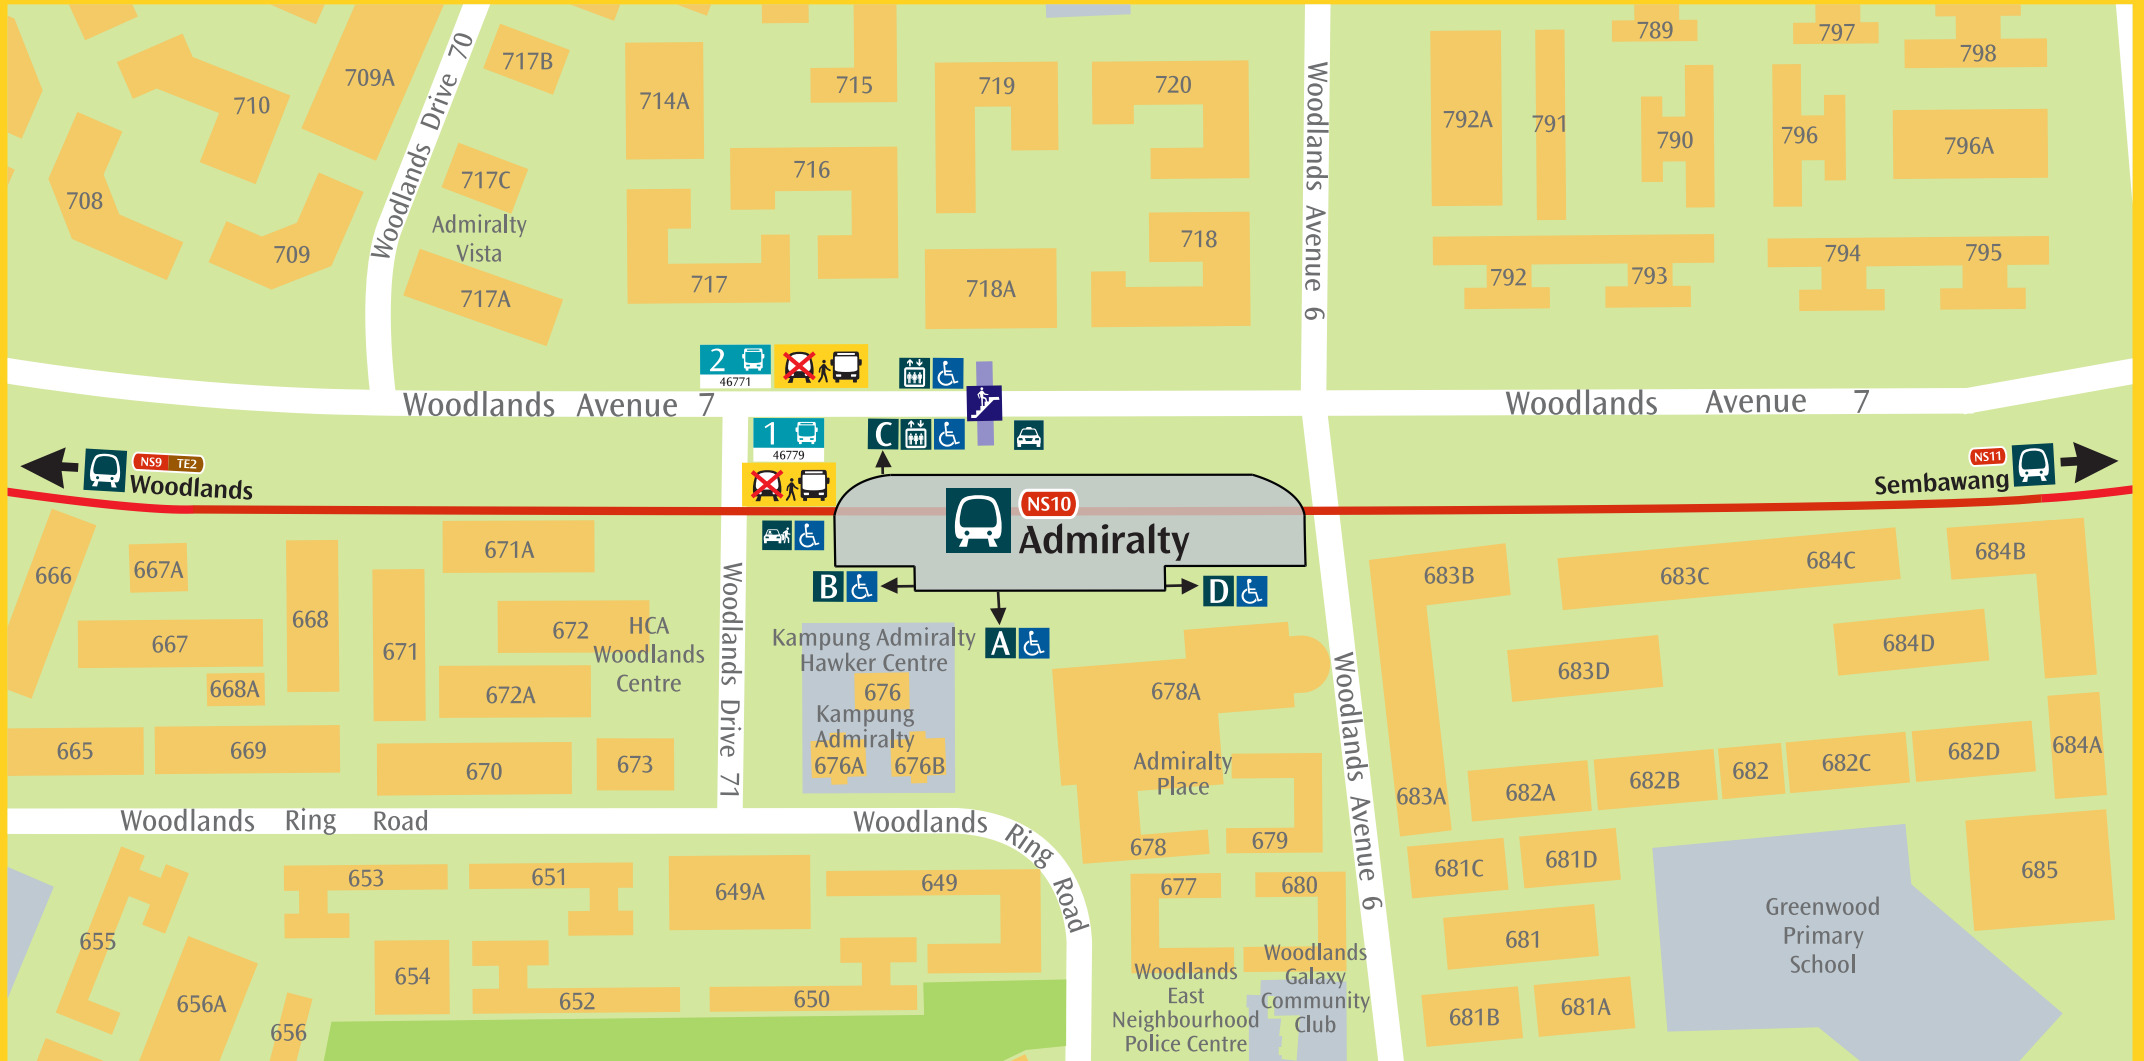 789
797
798
717B
709A
710
714A
715
719
720
792A
791
790
796
796A
Woodlands Drive 70
Woodlands Avenue 6
716
717C
708
Admiralty
Vista
709
717
717A
718
718A
792
793
794
795
2
46771
Woodlands Avenue 7
Woodlands Avenue 7
1
46779
C
NS9 TE2
Woodlands
NS11
Sembawang
NS10
Admiralty
B
D
A
666
667A
668
671A
667
668A
671
672
672A
HCA
Woodlands
Centre
665
669
670
673
Woodlands Drive 71
Kampung Admiralty
Hawker Centre
676
Kampung
Admiralty
676A
676B
678A
Admiralty
Place
678
679
Woodlands Avenue 6
683B
683C
684C
684B
683D
684D
683A
682A
682B
682
682C
682D
684A
Woodlands Ring Road
Woodlands Ring Road
653
651
649A
649
655
654
656A
656
652
650
677
680
Woodlands
East
Neighbourhood
Police Centre
Woodlands
Galaxy
Community
Club
681C
681D
681
681B
681A
Greenwood
Primary
School
685